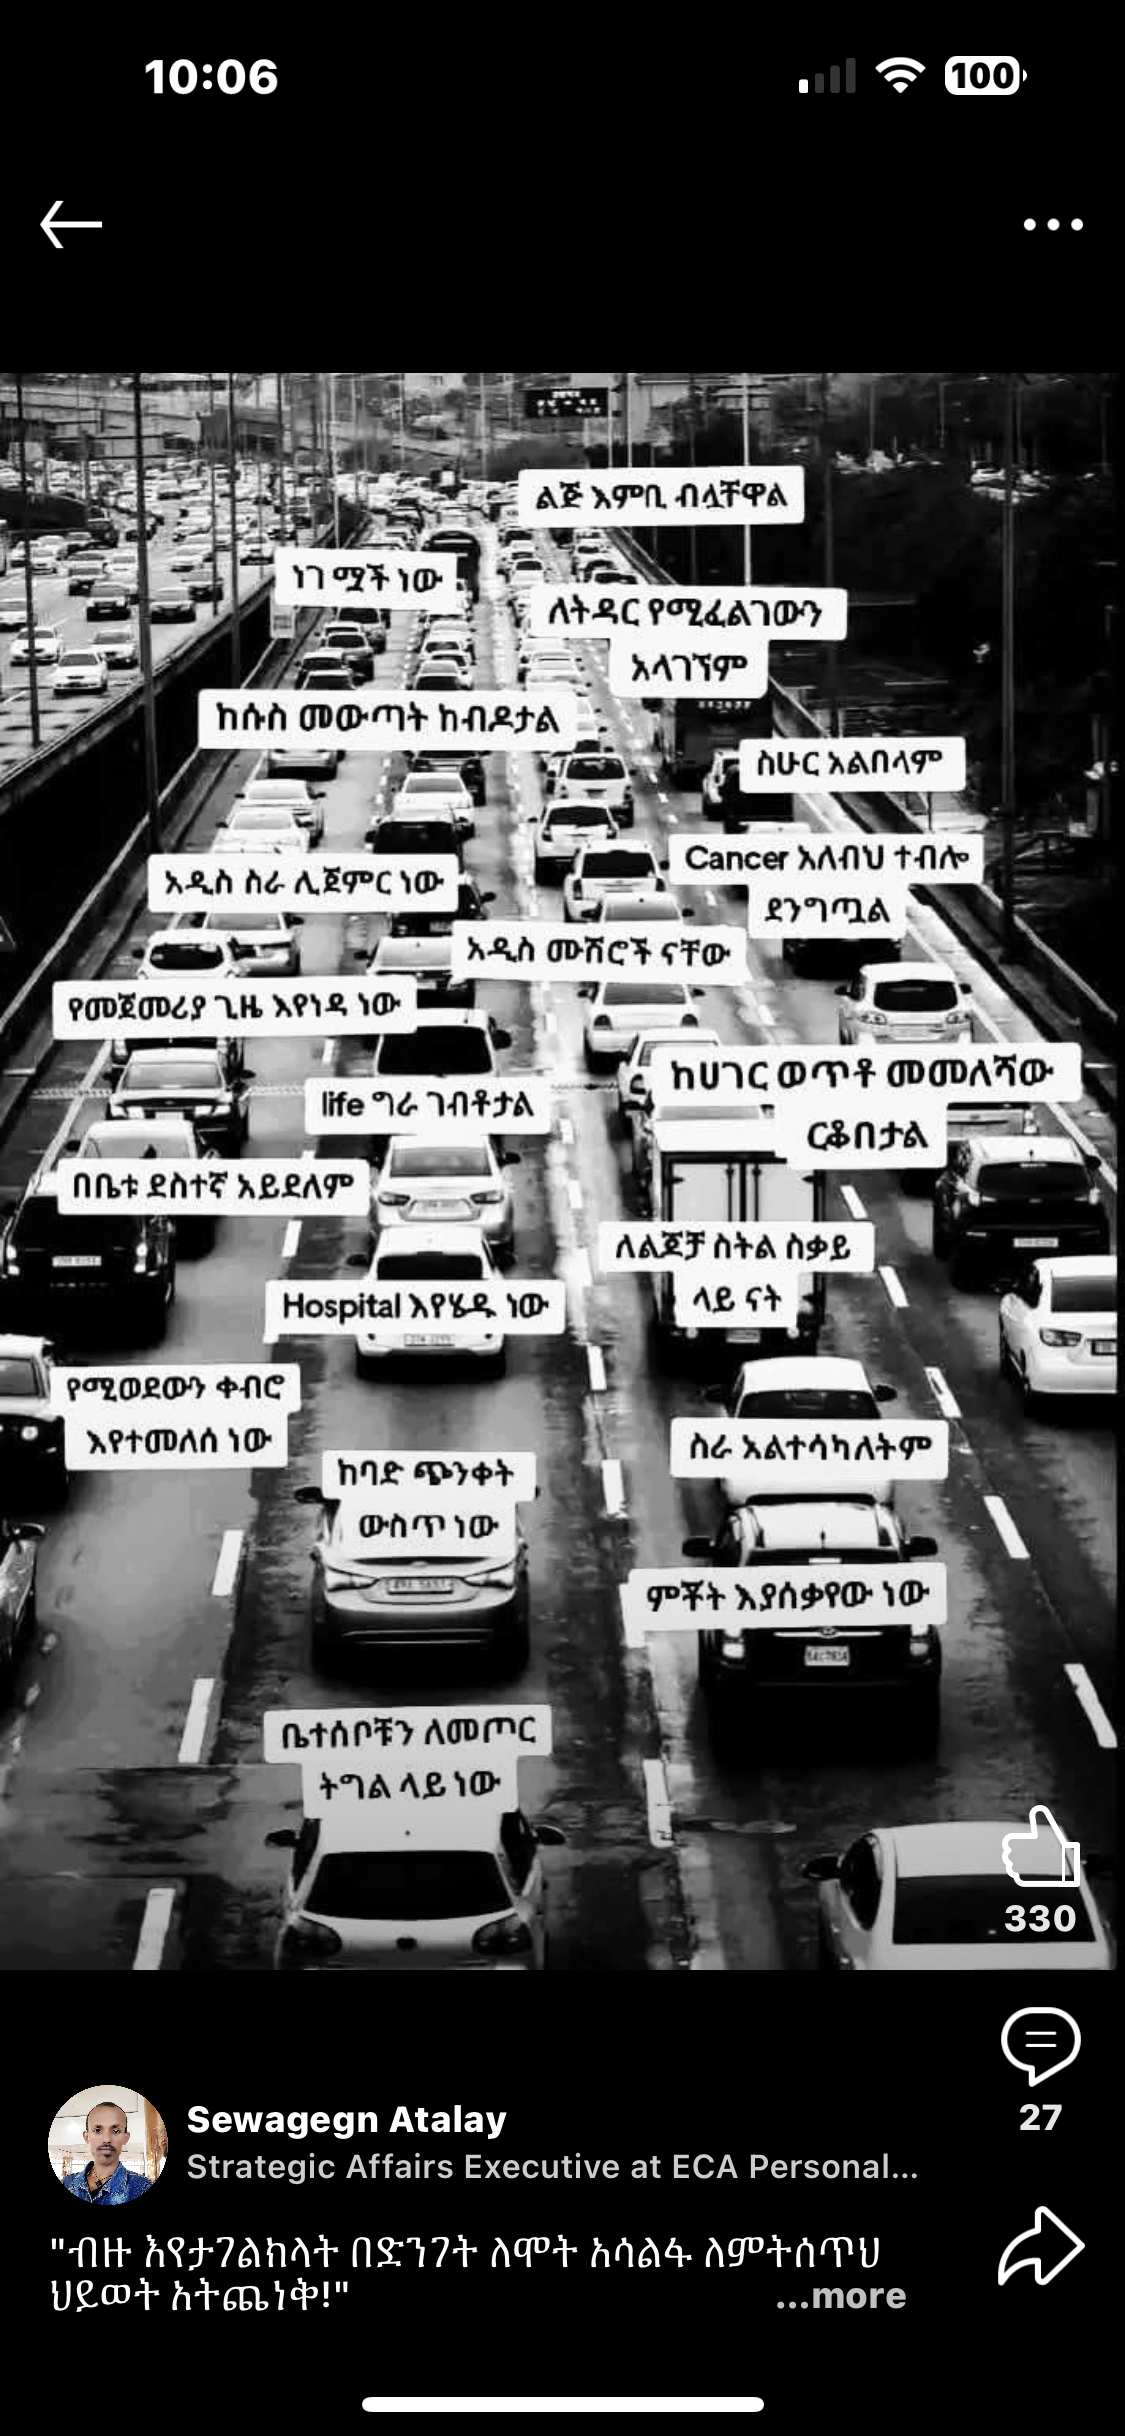 10:06
100
ልጅ እምቢ ብሏቸዋል
ነገ ሟች ነው
ለትዳር የሚፈልገውን
አላገኘም
ከሱስ መውጣት ከብዶታል
ስሁር አልበላም
Cancer አለብህ ተብሎ
ደንግጧል
አዲስ ስራ ሊጀምር ነው
አዲስ ሙሽሮች ናቸው
የመጀመሪያ ጊዜ እየነዳ ነው
ከሀገር ወጥቶ መመለሻው
ርቆበታል
life ግራ ገብቶታል
በቤቱ ደስተኛ አይደለም
ለልጆቿ ስትል ስቃይ
ላይ ናት
Hospital እየሄዱ ነው
የሚወደውን ቀብሮ
እየተመለሰ ነው
ስራ አልተሳካለትም
ከባድ ጭንቀት
ውስጥ ነው
ምቾት እያሰቃየው ነው
ቤተሰቦቹን ለመጦር
ትግል ላይ ነው
330
27
Sewagegn Atalay
Strategic Affairs Executive at ECA Personal...
"ብዙ እየታገልክላት በድንገት ለሞት አሳልፋ ለምትሰጥህ
ህይወት አትጨነቅ!"
...more